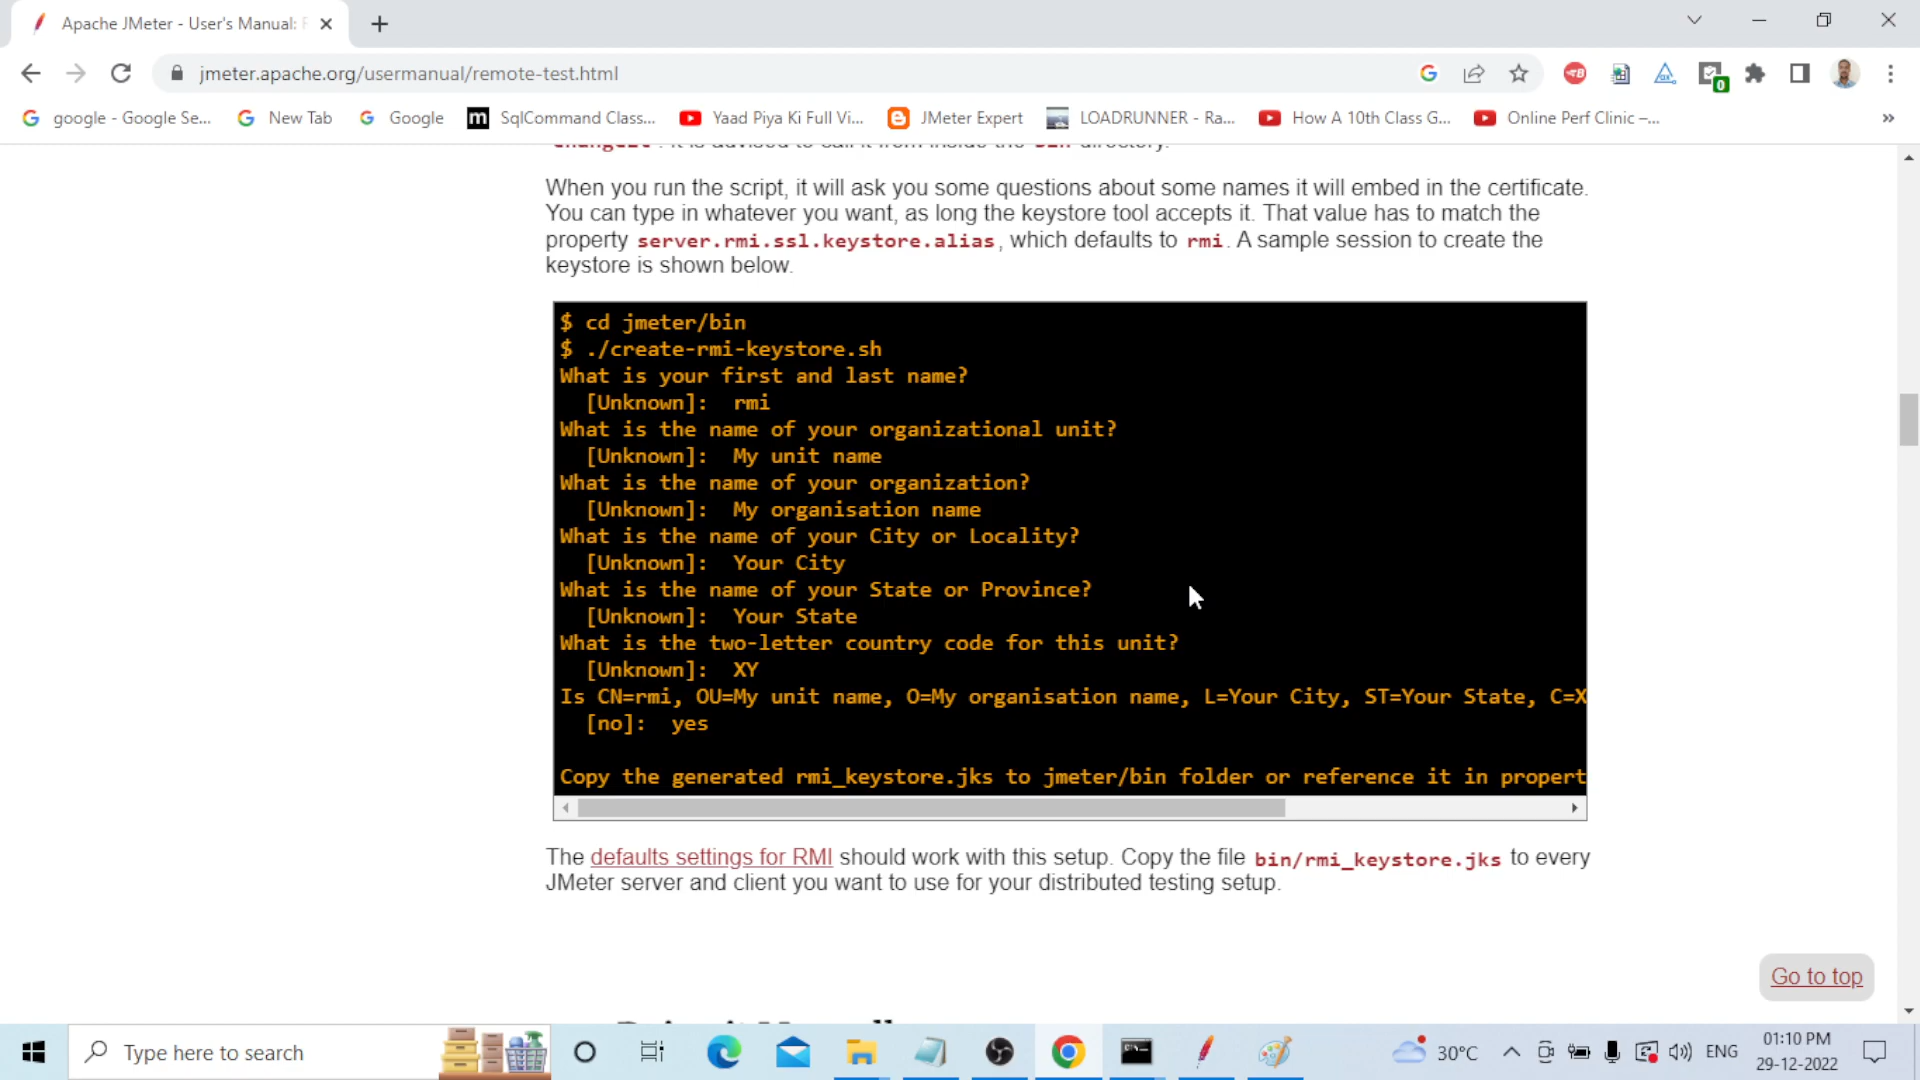 Apache JMeter - User's Manual: R
jmeter.apache.org/usermanual/remote-test.html
google - Google Se...
New Tab
Google
SqlCommand Class...
Yaad Piya Ki Full Vi...
JMeter Expert
LOADRUNNER - Ra...
How A 10th Class G...
Online Perf Clinic –...
»
"changeit". It is advised to call it from inside the bin directory.
When you run the script, it will ask you some questions about some names it will embed in the certificate.
You can type in whatever you want, as long the keystore tool accepts it. That value has to match the
property server.rmi.ssl.keystore.alias, which defaults to rmi. A sample session to create the
keystore is shown below.
$ cd jmeter/bin
$ ./create-rmi-keystore.sh
What is your first and last name?
[Unknown]: rmi
What is the name of your organizational unit?
[Unknown]: My unit name
What is the name of your organization?
[Unknown]: My organisation name
What is the name of your City or Locality?
[Unknown]: Your City
What is the name of your State or Province?
[Unknown]: Your State
What is the two-letter country code for this unit?
[Unknown]: XY
Is CN=rmi, OU=My unit name, O=My organisation name, L=Your City, ST=Your State, C=X
[no]: yes
Copy the generated rmi_keystore.jks to jmeter/bin folder or reference it in propert
The defaults settings for RMI should work with this setup. Copy the file bin/rmi_keystore.jks to every
JMeter server and client you want to use for your distributed testing setup.
Go to top
Type here to search
30°C
ENG
01:10 PM
29-12-2022